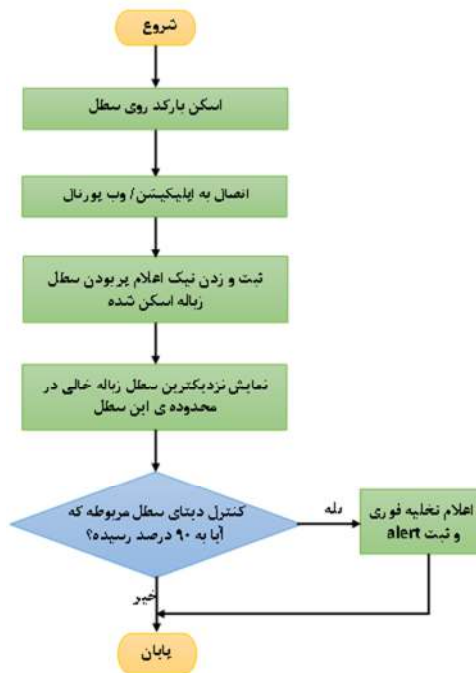 شروع
اسکن بارکد روی سطل
اتصال به اپلیکیشن/ وب پورتال
ثبت و زدن تیک اعلام پر بودن سطل
زباله اسکن شده
نمایش نزدیکترین سطل زباله خالی در
محدوده ی این سطل
کنترل دیتای سطل مربوطه که
آیا به ۹۰ درصد رسیده؟
بله
اعلام تخلیه فوری
و ثبت alert
خیر
پایان